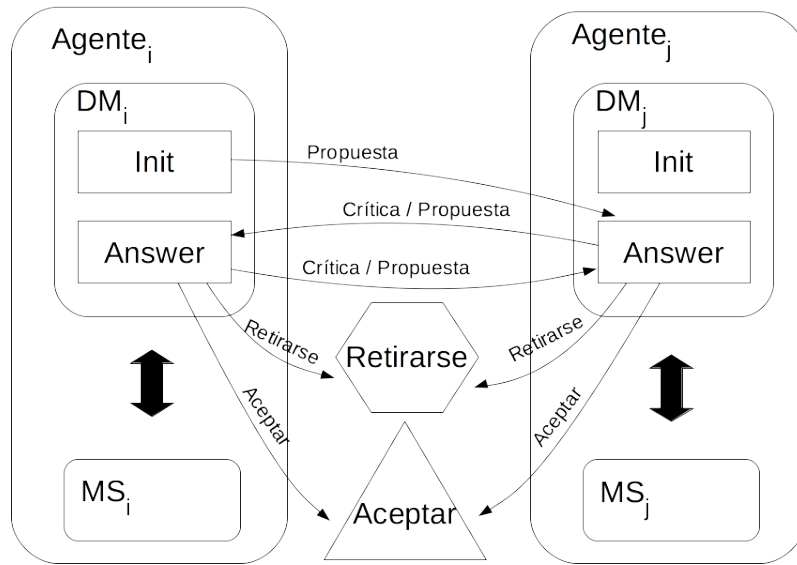 Agente i
Agente j
DM i
DM j
Init
Init
Propuesta
Crítica / Propuesta
Answer
Answer
Crítica / Propuesta
Retirarse
Retirarse
Retirarse
Aceptar
Aceptar
MS i
MS j
Aceptar